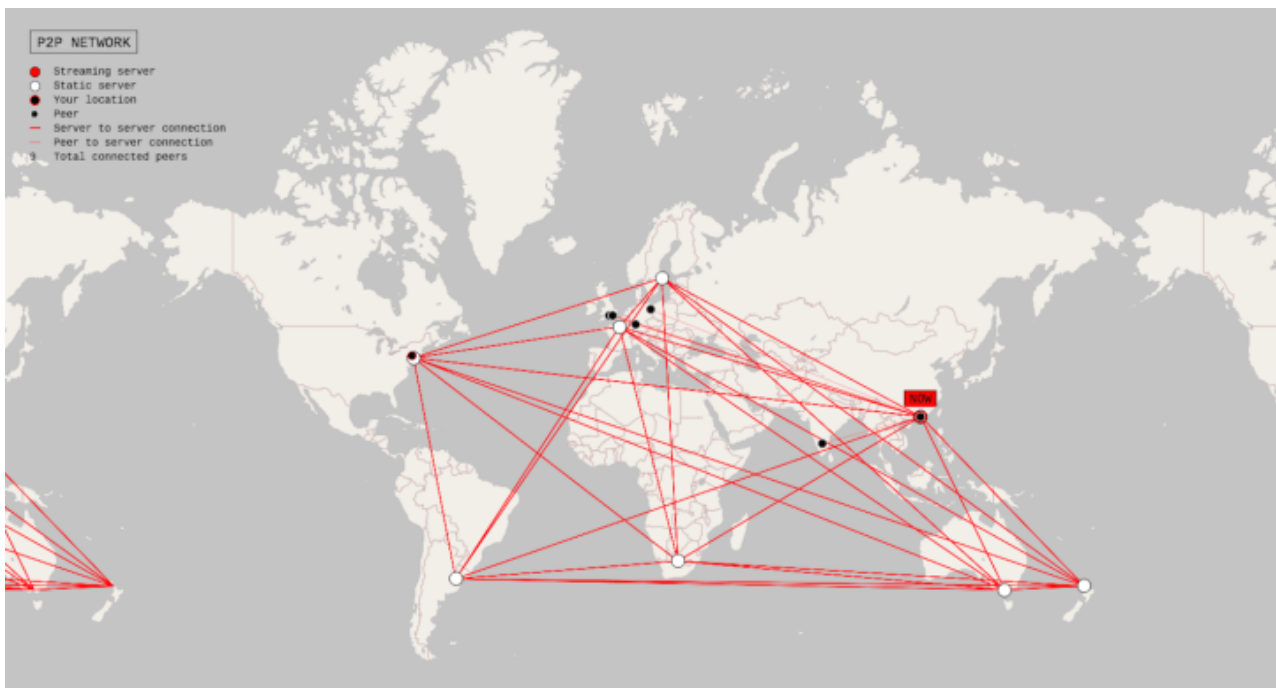 P2P NETWORK
Streaming server
Static server
Your location
Peer
Server to server connection
Peer to server connection
9 Total connected peers
NOW